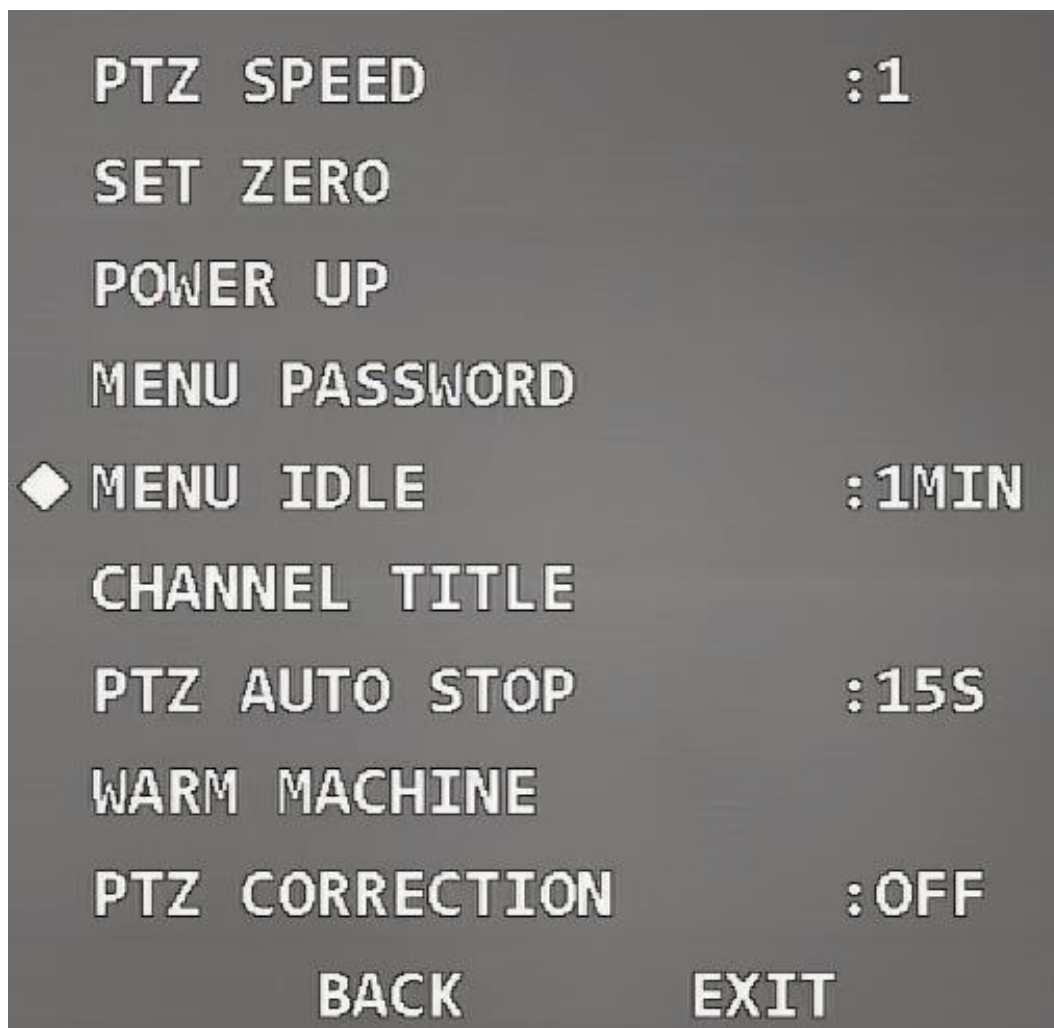 PTZ SPEED :1
SET ZERO
POWER UP
MENU PASSWORD
MENU IDLE :1MIN
CHANNEL TITLE
PTZ AUTO STOP :15S
WARM MACHINE
PTZ CORRECTION :OFF
BACK EXIT